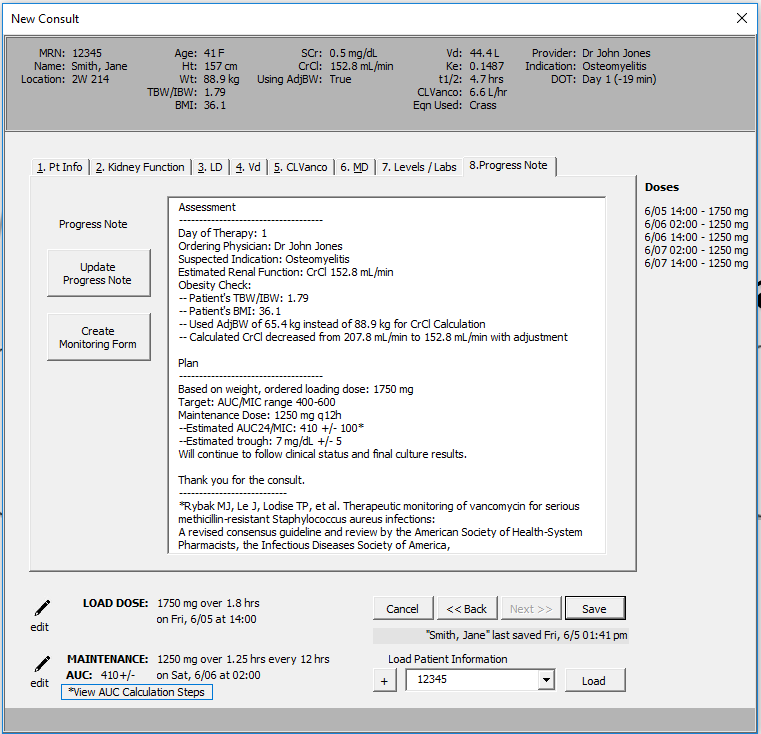 New Consult
MRN: 12345 Age: 41 F SCr: 0.5 mg/dL Vd: 44.4 L Provider: Dr John Jones
Name: Smith, Jane Ht: 157 cm CrCl: 152.8 mL/min Ke: 0.1487 Indication: Osteomyelitis
Location: 2W 214 Wt: 88.9 kg Using AdjBW: True t1/2: 4.7 hrs DOT: Day 1 (-19 min)
TBW/IBW: 1.79 CLVanco: 6.6 L/hr
BMI: 36.1 Eqn Used: Crass
1. Pt Info 2. Kidney Function 3. LD 4. Vd 5. CLVanco 6. MD 7. Levels / Labs 8.Progress Note
Progress Note
Update
Progress Note
Create
Monitoring Form
Assessment
------------------------------------
Day of Therapy: 1
Ordering Physician: Dr John Jones
Suspected Indication: Osteomyelitis
Estimated Renal Function: CrCl 152.8 mL/min
Obesity Check:
-- Patient's TBW/IBW: 1.79
-- Patient's BMI: 36.1
-- Used AdjBW of 65.4 kg instead of 88.9 kg for CrCl Calculation
-- Calculated CrCl decreased from 207.8 mL/min to 152.8 mL/min with adjustment
Plan
------------------------------------
Based on weight, ordered loading dose: 1750 mg
Target: AUC/MIC range 400-600
Maintenance Dose: 1250 mg q12h
--Estimated AUC24/MIC: 410 +/- 100*
--Estimated trough: 7 mg/dL +/- 5
Will continue to follow clinical status and final culture results.
Thank you for the consult.
---------------------------
*Rybak MJ, Le J, Lodise TP, et al. Therapeutic monitoring of vancomycin for serious
methicillin-resistant Staphylococcus aureus infections:
A revised consensus guideline and review by the American Society of Health-System
Pharmacists, the Infectious Diseases Society of America,
Doses
6/05 14:00 - 1750 mg
6/06 02:00 - 1250 mg
6/06 14:00 - 1250 mg
6/07 02:00 - 1250 mg
6/07 14:00 - 1250 mg
edit
LOAD DOSE: 1750 mg over 1.8 hrs
on Fri, 6/05 at 14:00
edit
MAINTENANCE: 1250 mg over 1.25 hrs every 12 hrs
AUC: 410+/- on Sat, 6/06 at 02:00
*View AUC Calculation Steps
Cancel << Back Next >> Save
"Smith, Jane" last saved Fri, 6/5 01:41 pm
Load Patient Information
+ 12345 Load